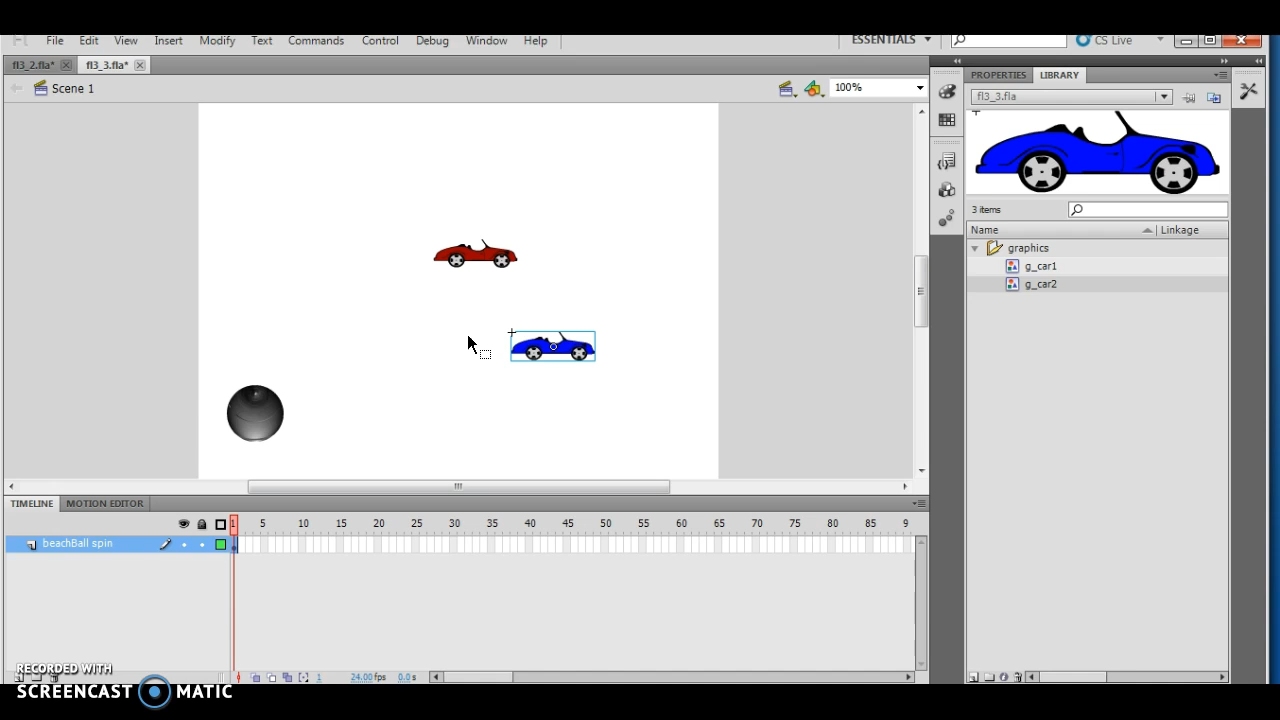 Fl File Edit View Insert Modify Text Commands Control Debug Window Help ESSENTIALS CS Live
fl3_2.fla* fl3_3.fla*
Scene 1 100%
PROPERTIES LIBRARY
fl3_3.fla
3 items
Name Linkage
graphics
g_car1
g_car2
TIMELINE MOTION EDITOR
1 5 10 15 20 25 30 35 40 45 50 55 60 65 70 75 80 85 9
beachBall spin
1 24.00 fps 0.0 s
RECORDED WITH
SCREENCAST MATIC